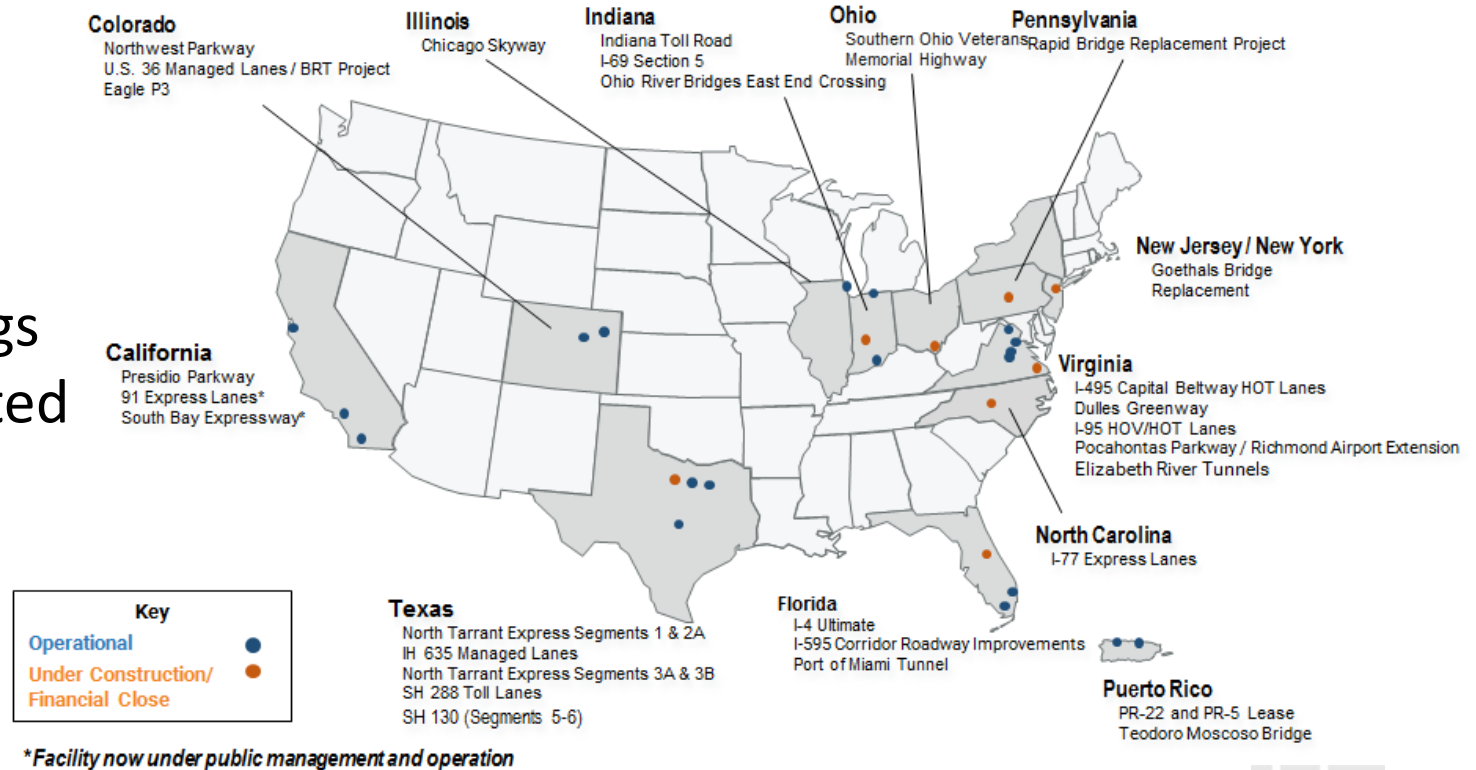 Colorado
Northwest Parkway
U.S. 36 Managed Lanes / BRT Project
Eagle P3
Illinois
Chicago Skyway
Indiana
Indiana Toll Road
I-69 Section 5
Ohio River Bridges East End Crossing
Ohio
Southern Ohio Veterans
Memorial Highway
Pennsylvania
Rapid Bridge Replacement Project
New Jersey / New York
Goethals Bridge
Replacement
gs
ted
California
Presidio Parkway
91 Express Lanes*
South Bay Expressway*
Virginia
I-495 Capital Beltway HOT Lanes
Dulles Greenway
I-95 HOV/HOT Lanes
Pocahontas Parkway / Richmond Airport Extension
Elizabeth River Tunnels
North Carolina
I-77 Express Lanes
Key
Operational
Under Construction/
Financial Close
Texas
North Tarrant Express Segments 1 & 2A
IH 635 Managed Lanes
North Tarrant Express Segments 3A & 3B
SH 288 Toll Lanes
SH 130 (Segments 5-6)
Florida
I-4 Ultimate
I-595 Corridor Roadway Improvements
Port of Miami Tunnel
Puerto Rico
PR-22 and PR-5 Lease
Teodoro Moscoso Bridge
*Facility now under public management and operation